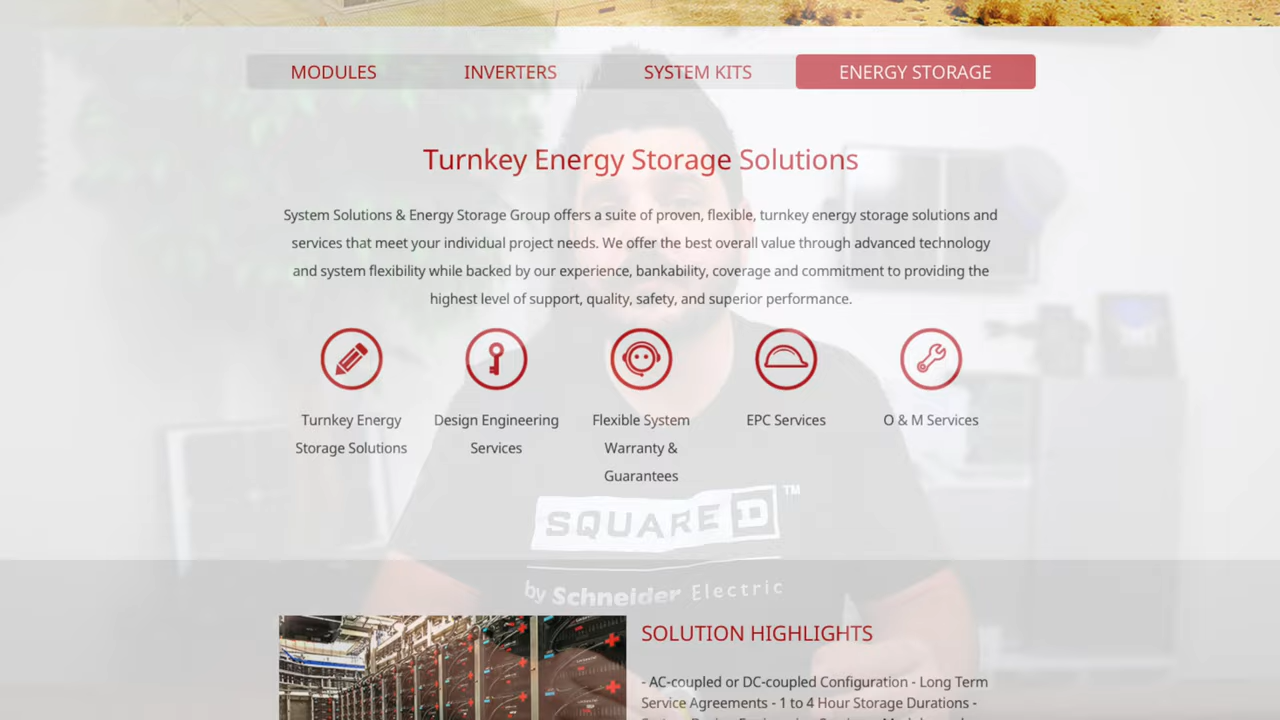 MODULES INVERTERS SYSTEM KITS ENERGY STORAGE
Turnkey Energy Storage Solutions
System Solutions & Energy Storage Group offers a suite of proven, flexible, turnkey energy storage solutions and
services that meet your individual project needs. We offer the best overall value through advanced technology
and system flexibility while backed by our experience, bankability, coverage and commitment to providing the
highest level of support, quality, safety, and superior performance.
Turnkey Energy
Storage Solutions
Design Engineering
Services
Flexible System
Warranty &
Guarantees
EPC Services
O & M Services
SQUARE D TM
by Schneider Electric
SOLUTION HIGHLIGHTS
- AC-coupled or DC-coupled Configuration - Long Term
Service Agreements - 1 to 4 Hour Storage Durations -